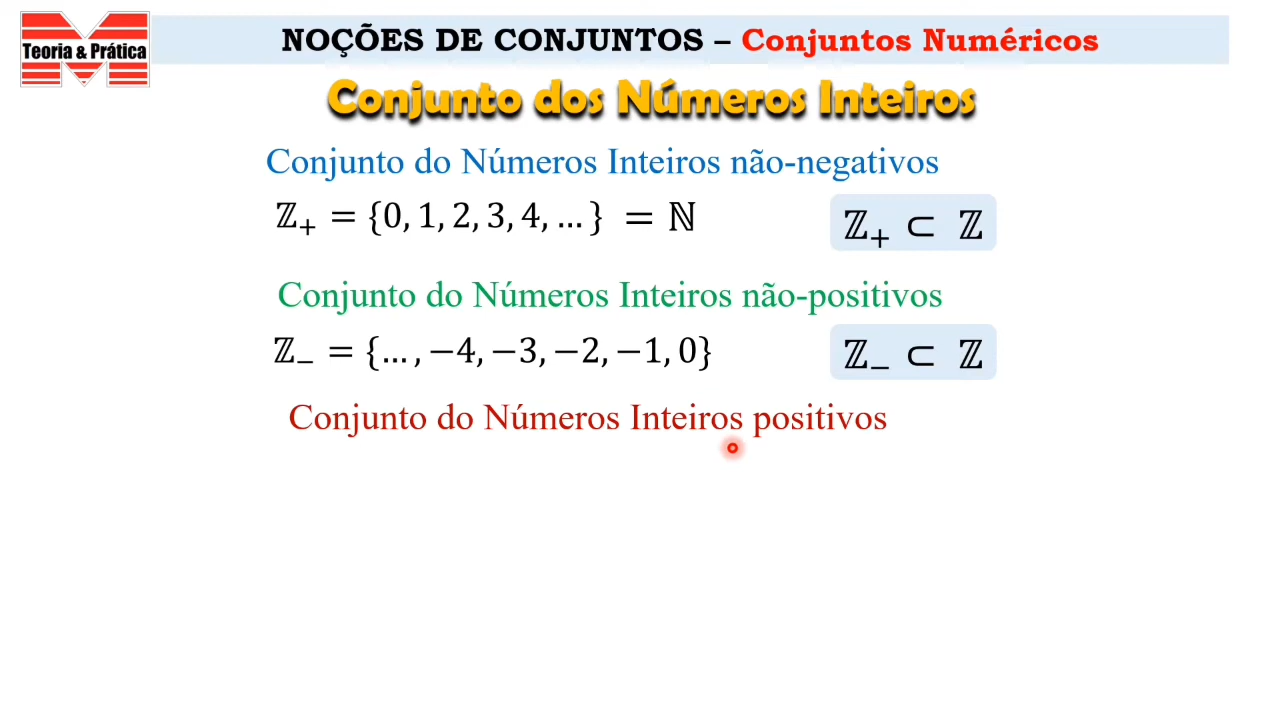 Teoria & Prática
NOÇÕES DE CONJUNTOS – Conjuntos Numéricos
Conjunto dos Números Inteiros
Conjunto do Números Inteiros não-negativos
ℤ₊ = {0, 1, 2, 3, 4, … } = ℕ
ℤ₊ ⊂ ℤ
Conjunto do Números Inteiros não-positivos
ℤ₋ = {… , −4, −3, −2, −1, 0}
ℤ₋ ⊂ ℤ
Conjunto do Números Inteiros positivos